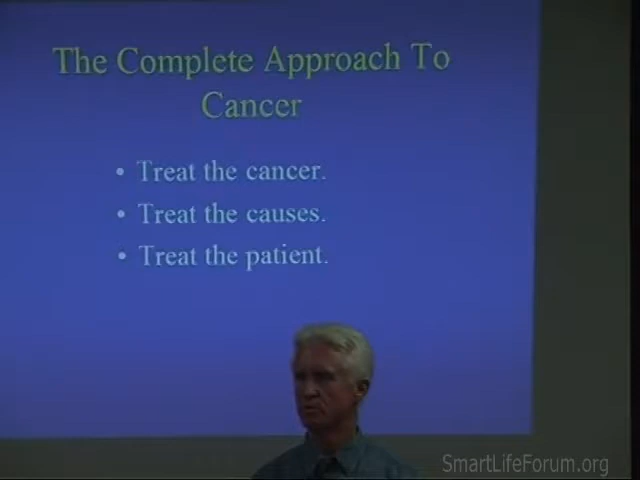 The Complete Approach To
Cancer
• Treat the cancer.
• Treat the causes.
• Treat the patient.
SmartLifeForum.org